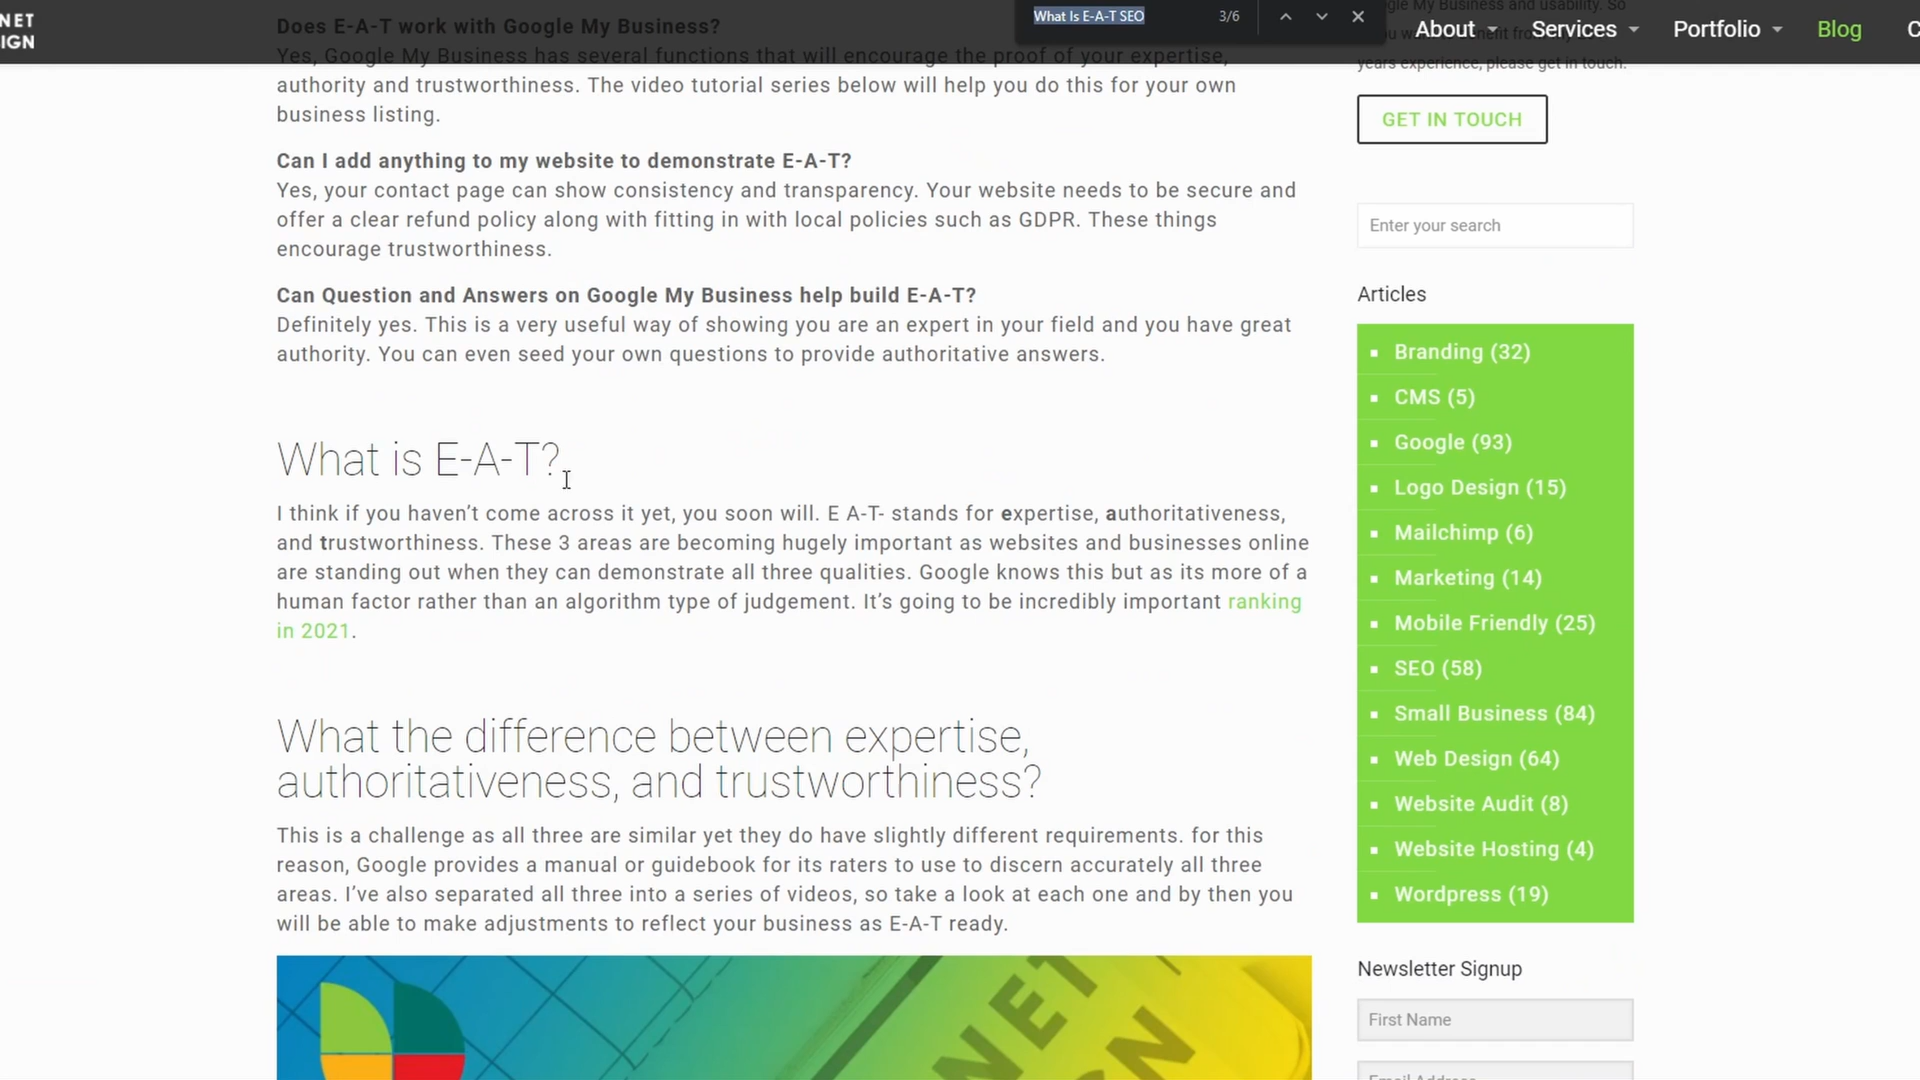 NET
IGN
What Is E-A-T SEO
3/6
About
Services
Portfolio
Blog
C
Does E-A-T work with Google My Business?
Yes, Google My Business has several functions that will encourage the proof of your expertise,
authority and trustworthiness. The video tutorial series below will help you do this for your own
business listing.
Can I add anything to my website to demonstrate E-A-T?
Yes, your contact page can show consistency and transparency. Your website needs to be secure and
offer a clear refund policy along with fitting in with local policies such as GDPR. These things
encourage trustworthiness.
Can Question and Answers on Google My Business help build E-A-T?
Definitely yes. This is a very useful way of showing you are an expert in your field and you have great
authority. You can even seed your own questions to provide authoritative answers.
What is E-A-T?
I think if you haven’t come across it yet, you soon will. E A-T- stands for expertise, authoritativeness,
and trustworthiness. These 3 areas are becoming hugely important as websites and businesses online
are standing out when they can demonstrate all three qualities. Google knows this but as its more of a
human factor rather than an algorithm type of judgement. It’s going to be incredibly important ranking
in 2021.
What the difference between expertise,
authoritativeness, and trustworthiness?
This is a challenge as all three are similar yet they do have slightly different requirements. for this
reason, Google provides a manual or guidebook for its raters to use to discern accurately all three
areas. I’ve also separated all three into a series of videos, so take a look at each one and by then you
will be able to make adjustments to reflect your business as E-A-T ready.
NET
IGN
My Business and usability. So
years experience, please get in touch.
GET IN TOUCH
Enter your search
Articles
Branding (32)
CMS (5)
Google (93)
Logo Design (15)
Mailchimp (6)
Marketing (14)
Mobile Friendly (25)
SEO (58)
Small Business (84)
Web Design (64)
Website Audit (8)
Website Hosting (4)
Wordpress (19)
Newsletter Signup
First Name
Email Address